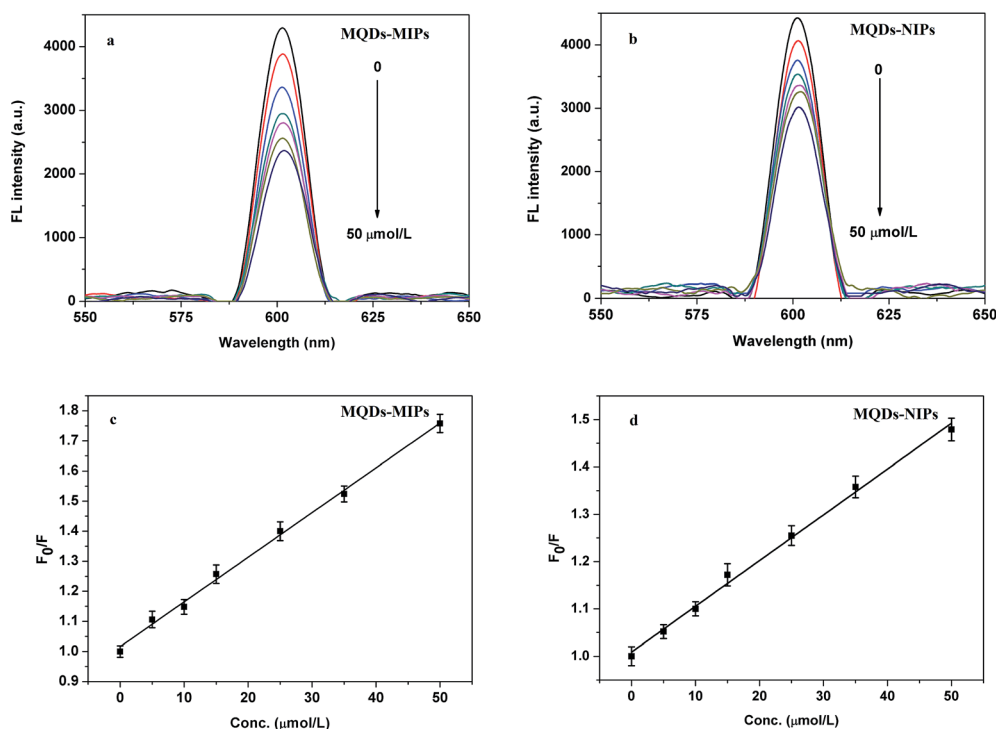 a
MQDs-MIPs
0
50 μmol/L
FL intensity (a.u.)
4000
3000
2000
1000
0
550
575
600
625
650
Wavelength (nm)
b
MQDs-NIPs
0
50 μmol/L
FL intensity (a.u.)
4000
3000
2000
1000
0
550
575
600
625
650
Wavelength (nm)
c
MQDs-MIPs
F0/F
1.8
1.7
1.6
1.5
1.4
1.3
1.2
1.1
1.0
0.9
0
10
20
30
40
50
Conc. (μmol/L)
d
MQDs-NIPs
F0/F
1.5
1.4
1.3
1.2
1.1
1.0
0
10
20
30
40
50
Conc. (μmol/L)